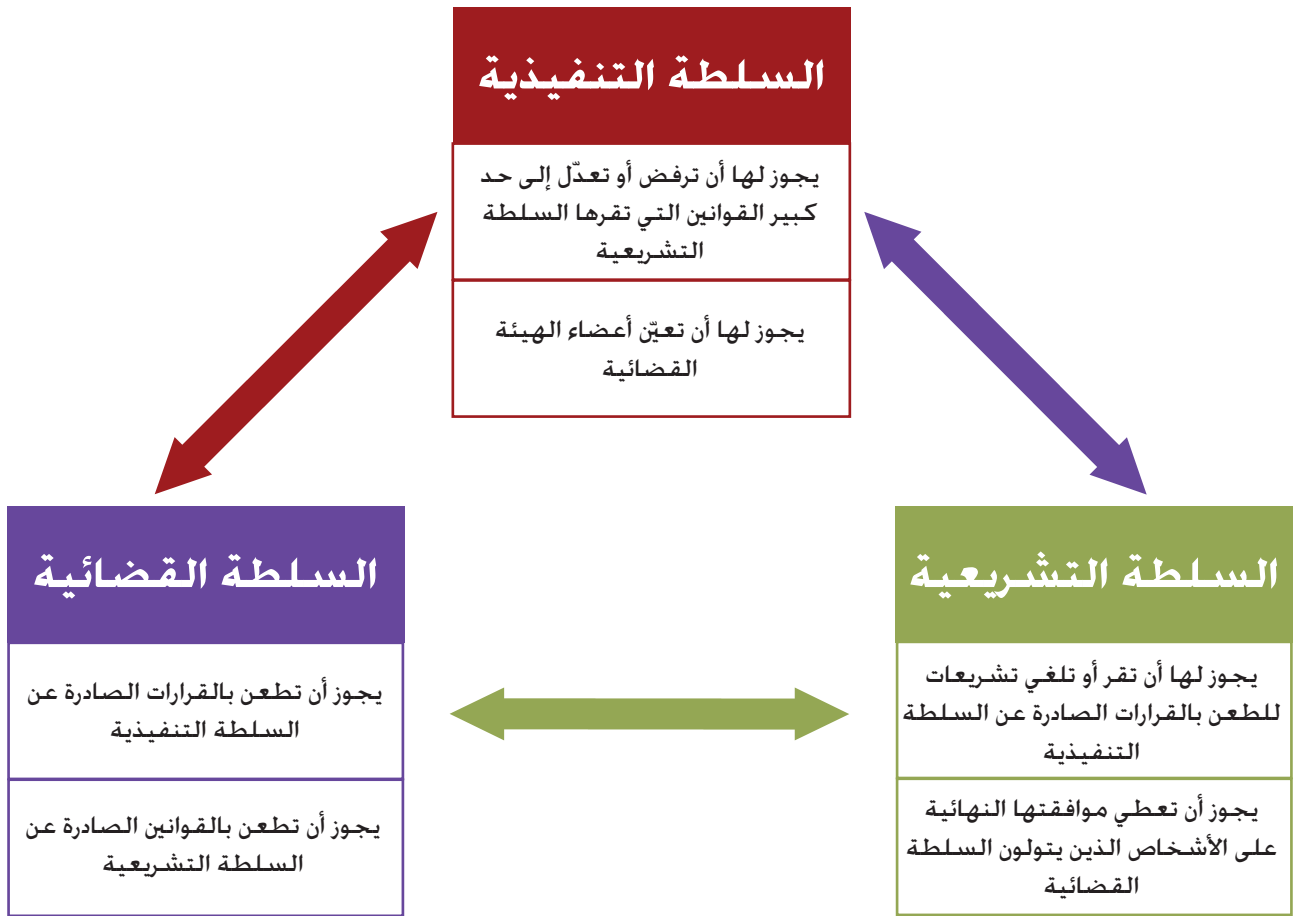 السلطة التنفيذية
يجوز لها أن ترفض أو تعدّل إلى حد
كبير القوانين التي تقرها السلطة
التشريعية
يجوز لها أن تعيّن أعضاء الهيئة
القضائية
السلطة التشريعية
يجوز لها أن تقر أو تلغي تشريعات
للطعن بالقرارات الصادرة عن السلطة
التنفيذية
يجوز أن تعطي موافقتها النهائية
على الأشخاص الذين يتولون السلطة
القضائية
السلطة القضائية
يجوز أن تطعن بالقرارات الصادرة عن
السلطة التنفيذية
يجوز أن تطعن بالقوانين الصادرة عن
السلطة التشريعية